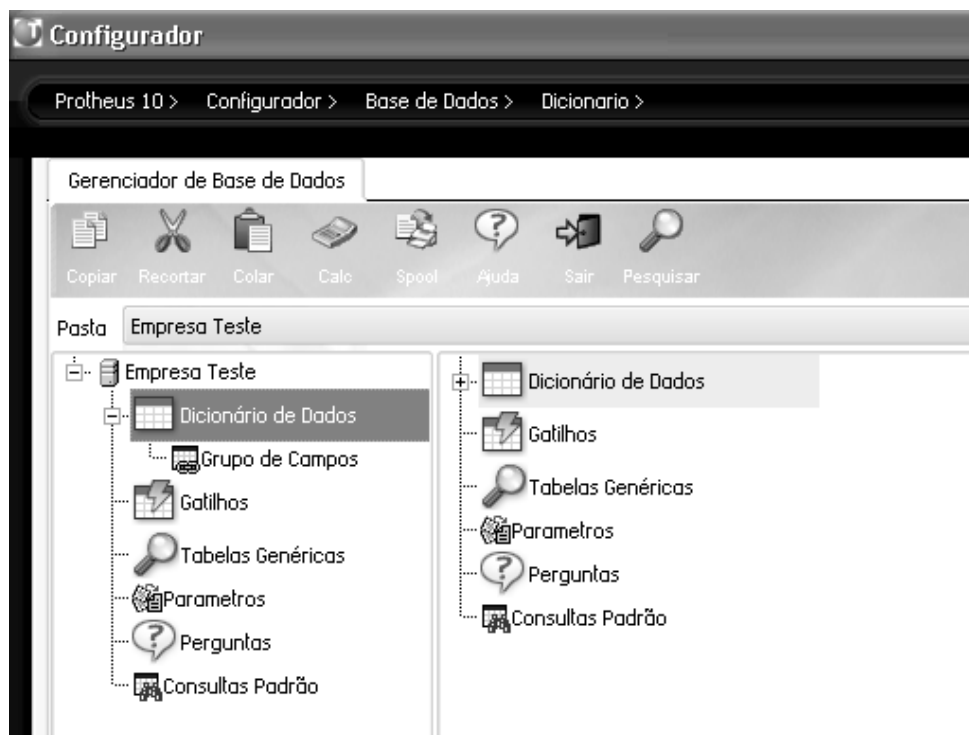 Configurador
Protheus 10 > Configurador > Base de Dados > Dicionario >
Gerenciador de Base de Dados
Copiar Recortar Colar Calc Spool Ajuda Sair Pesquisar
Pasta Empresa Teste
Empresa Teste
Dicionário de Dados
Grupo de Campos
Gatilhos
Tabelas Genéricas
Parametros
Perguntas
Consultas Padrão
Dicionário de Dados
Gatilhos
Tabelas Genéricas
Parametros
Perguntas
Consultas Padrão